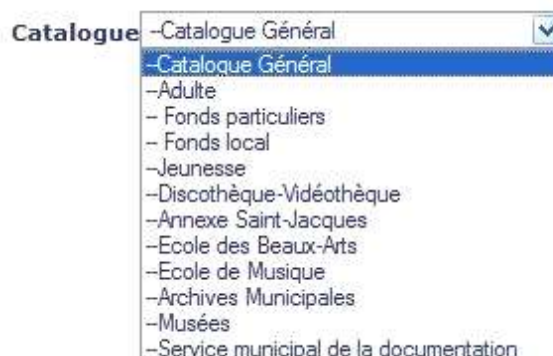 Catalogue --Catalogue Général
--Catalogue Général
--Adulte
-- Fonds particuliers
-- Fonds local
--Jeunesse
--Discothèque-Vidéothèque
--Annexe Saint-Jacques
--Ecole des Beaux-Arts
--Ecole de Musique
--Archives Municipales
--Musées
--Service municipal de la documentation